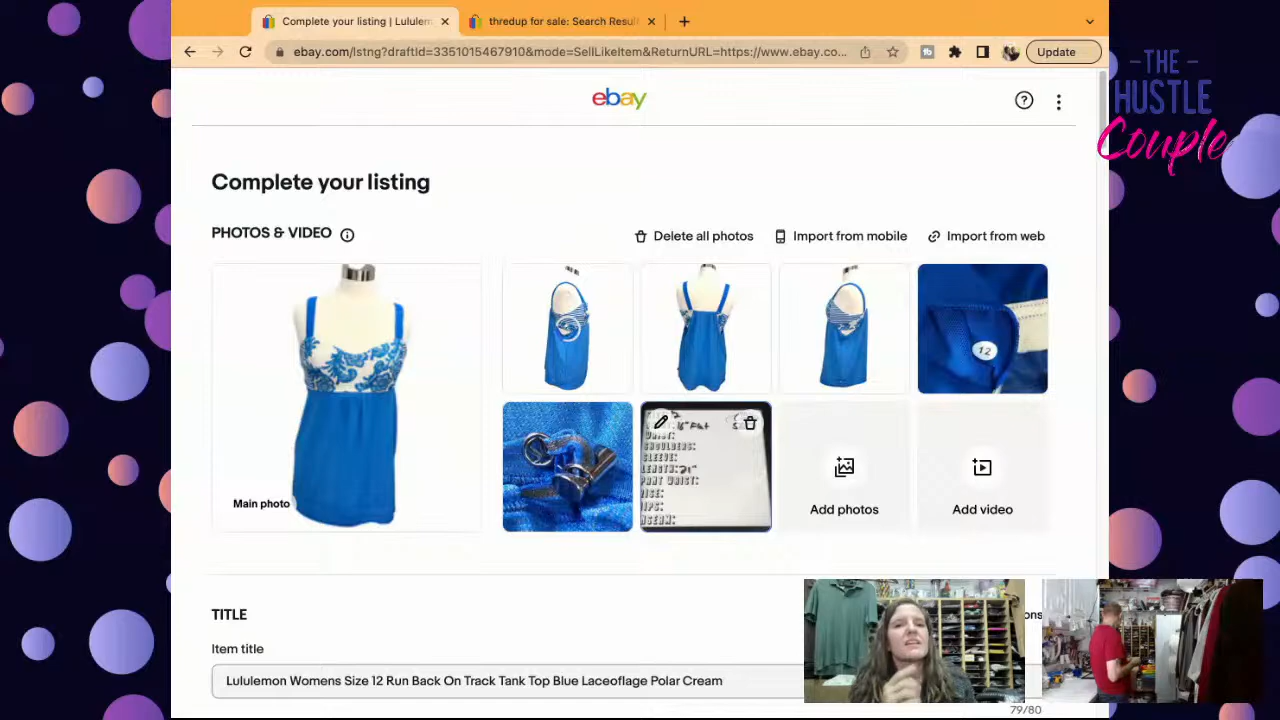 Complete your listing | Lululem
thredup for sale: Search Resul
ebay.com/lstng?draftId=3351015467910&mode=SellLikeItem&ReturnURL=https://www.ebay.co...
Update
-THE-
HUSTLE
Couple
ebay
Complete your listing
PHOTOS & VIDEO
Delete all photos
Import from mobile
Import from web
Main photo
12
SHOULDERS:
SLEEVE:
LENGTH: 21"
Add photos
Add video
TITLE
Item title
Lululemon Womens Size 12 Run Back On Track Tank Top Blue Laceoflage Polar Cream
79/80